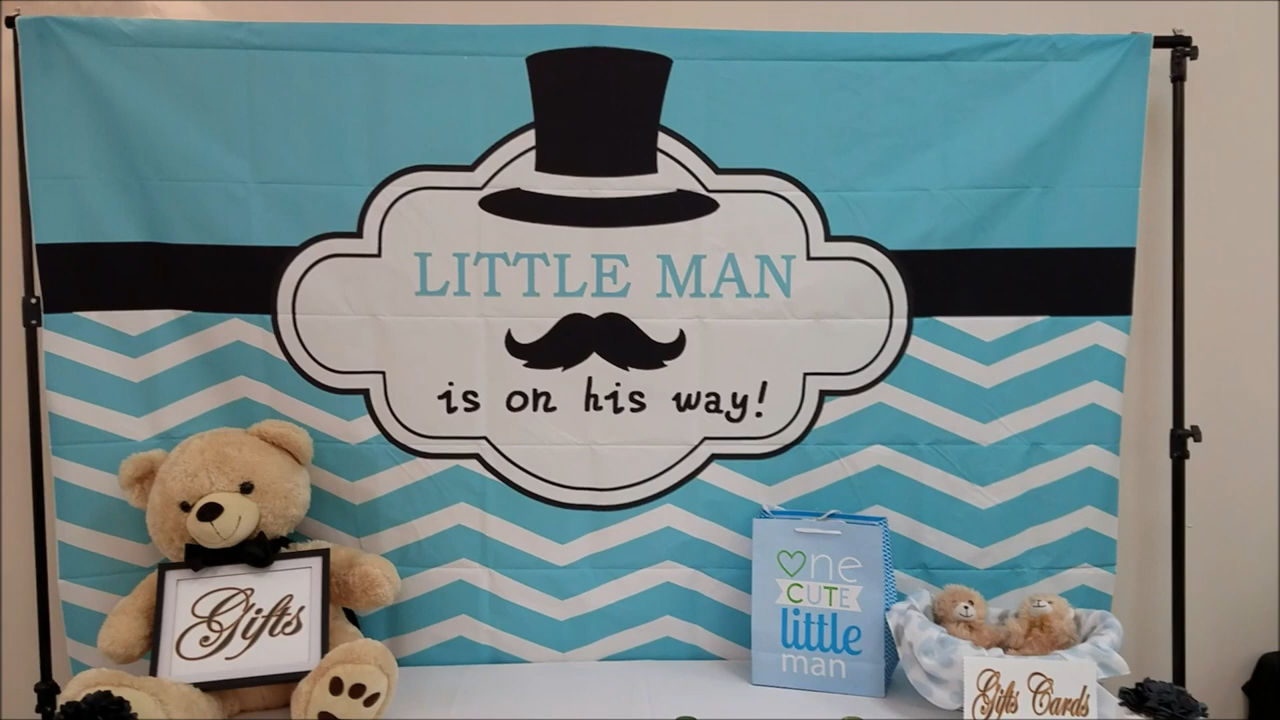 LITTLE MAN
is on his way!
Gifts
One
CUTE
little
man
Gifts Cards